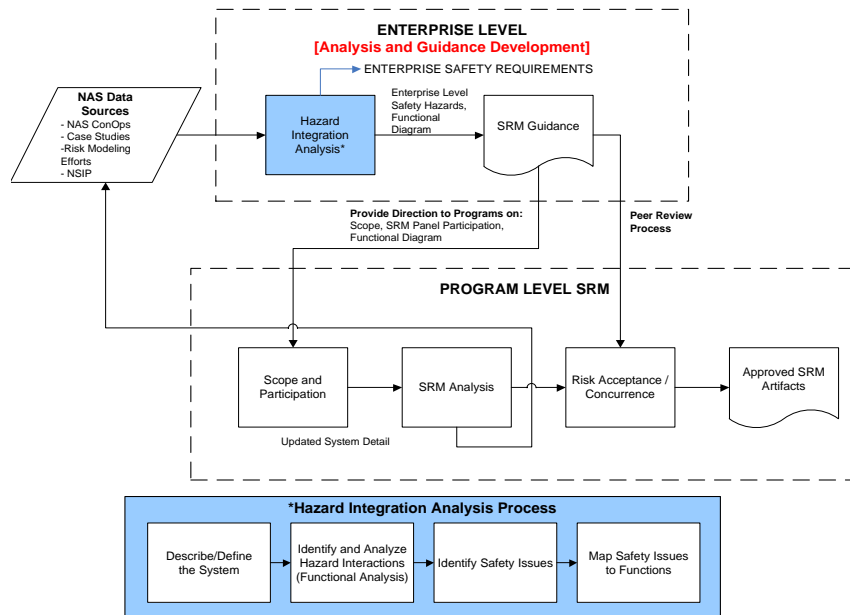 ENTERPRISE LEVEL
[Analysis and Guidance Development]
ENTERPRISE SAFETY REQUIREMENTS
NAS Data
Sources
- NAS ConOps
- Case Studies
-Risk Modeling
Efforts
- NSIP
Hazard
Integration
Analysis*
Enterprise Level
Safety Hazards,
Functional
Diagram
SRM Guidance
Provide Direction to Programs on:
Scope, SRM Panel Participation,
Functional Diagram
Peer Review
Process
PROGRAM LEVEL SRM
Scope and
Participation
SRM Analysis
Risk Acceptance /
Concurrence
Approved SRM
Artifacts
Updated System Detail
*Hazard Integration Analysis Process
Describe/Define
the System
Identify and Analyze
Hazard Interactions
(Functional Analysis)
Identify Safety Issues
Map Safety Issues
to Functions